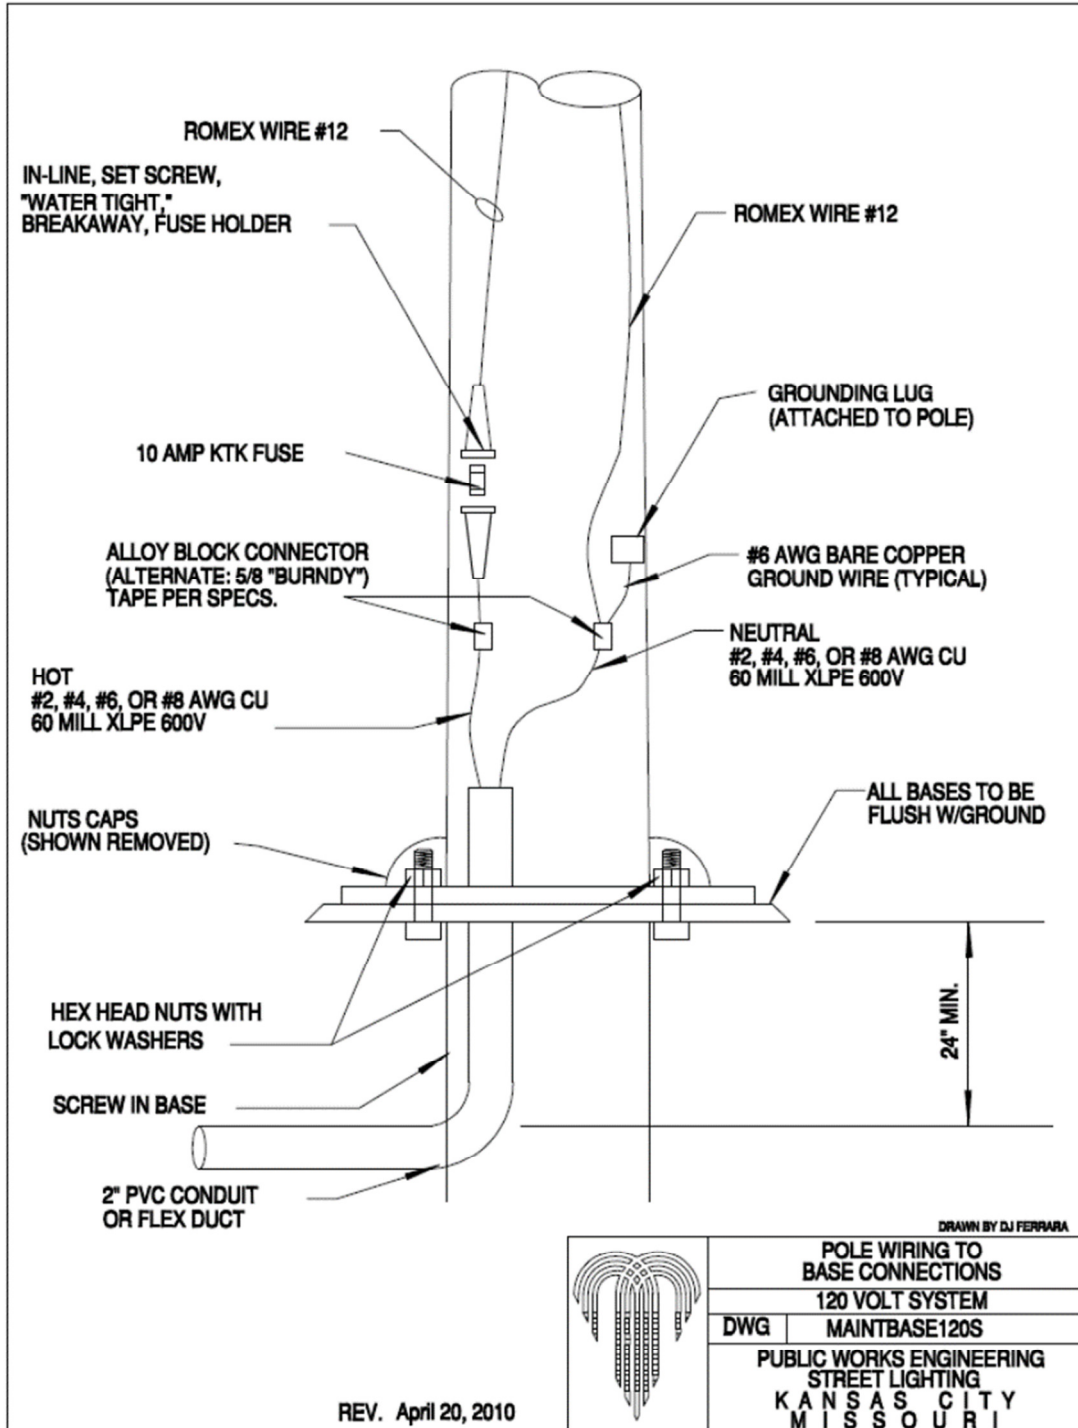 ROMEX WIRE #12
IN-LINE, SET SCREW,
"WATER TIGHT,"
BREAKAWAY, FUSE HOLDER
ROMEX WIRE #12
GROUNDING LUG
(ATTACHED TO POLE)
10 AMP KTK FUSE
ALLOY BLOCK CONNECTOR
(ALTERNATE: 5/8 "BURNDY")
TAPE PER SPECS.
#6 AWG BARE COPPER
GROUND WIRE (TYPICAL)
NEUTRAL
#2, #4, #6, OR #8 AWG CU
60 MILL XLPE 600V
HOT
#2, #4, #6, OR #8 AWG CU
60 MILL XLPE 600V
ALL BASES TO BE
FLUSH W/GROUND
NUTS CAPS
(SHOWN REMOVED)
HEX HEAD NUTS WITH
LOCK WASHERS
24" MIN.
SCREW IN BASE
2" PVC CONDUIT
OR FLEX DUCT
DRAWN BY DJ FERRARA
POLE WIRING TO
BASE CONNECTIONS
120 VOLT SYSTEM
DWG MAINTBASE120S
PUBLIC WORKS ENGINEERING
STREET LIGHTING
KANSAS CITY
MISSOURI
REV. April 20, 2010